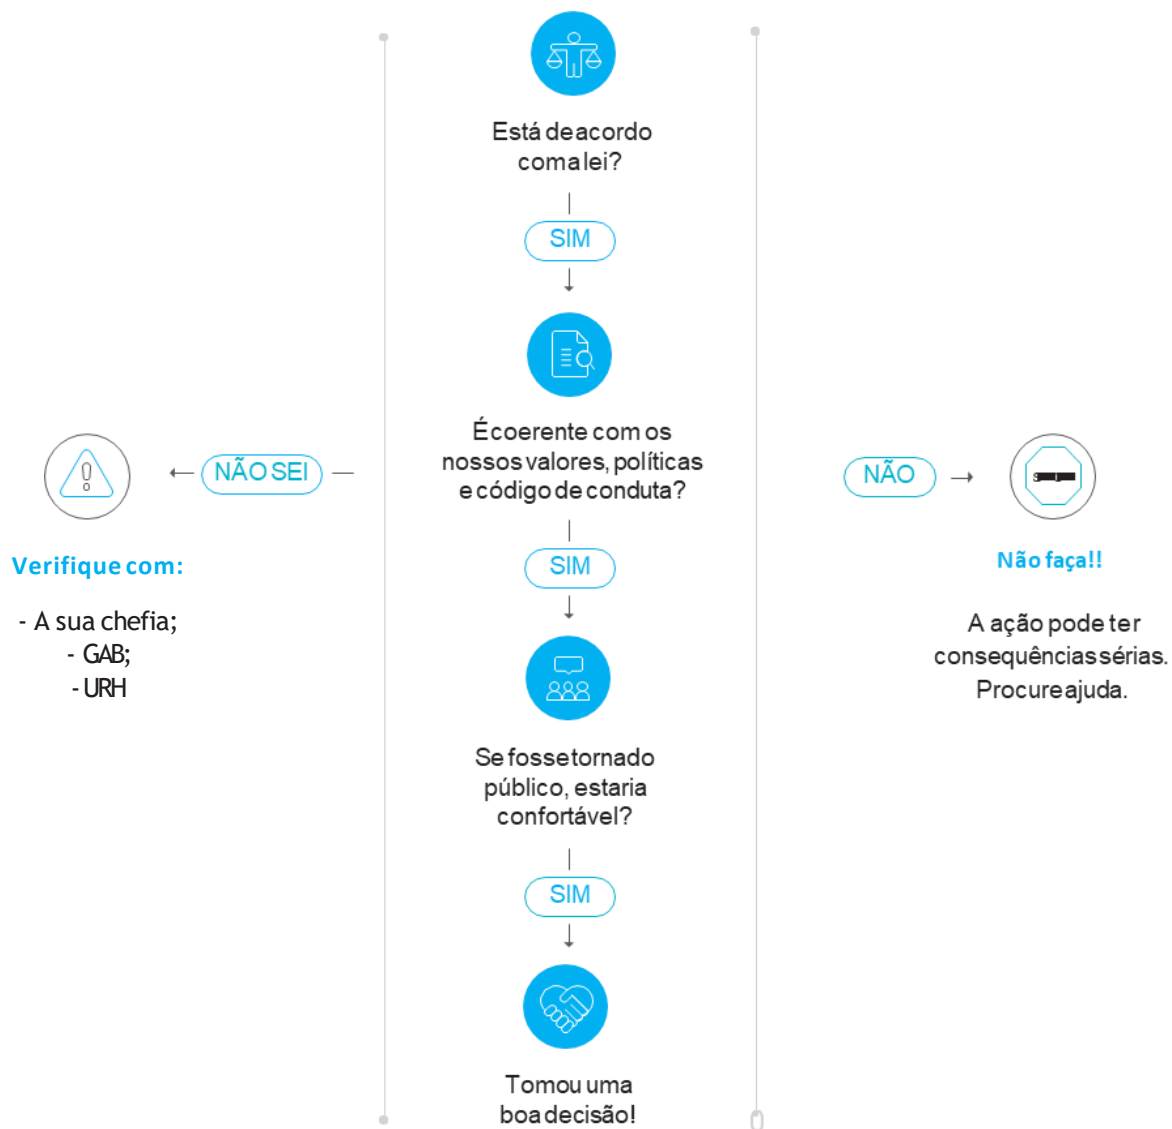 Está de acordo
com a lei?
SIM
É coerente com os
nossos valores, políticas
e código de conduta?
NÃO SEI
NÃO
Verifique com:
- A sua chefia;
- GAB;
- URH
Não faça!!
A ação pode ter
consequências sérias.
Procure ajuda.
SIM
Se fosse tornado
público, estaria
confortável?
SIM
Tomou uma
boa decisão!